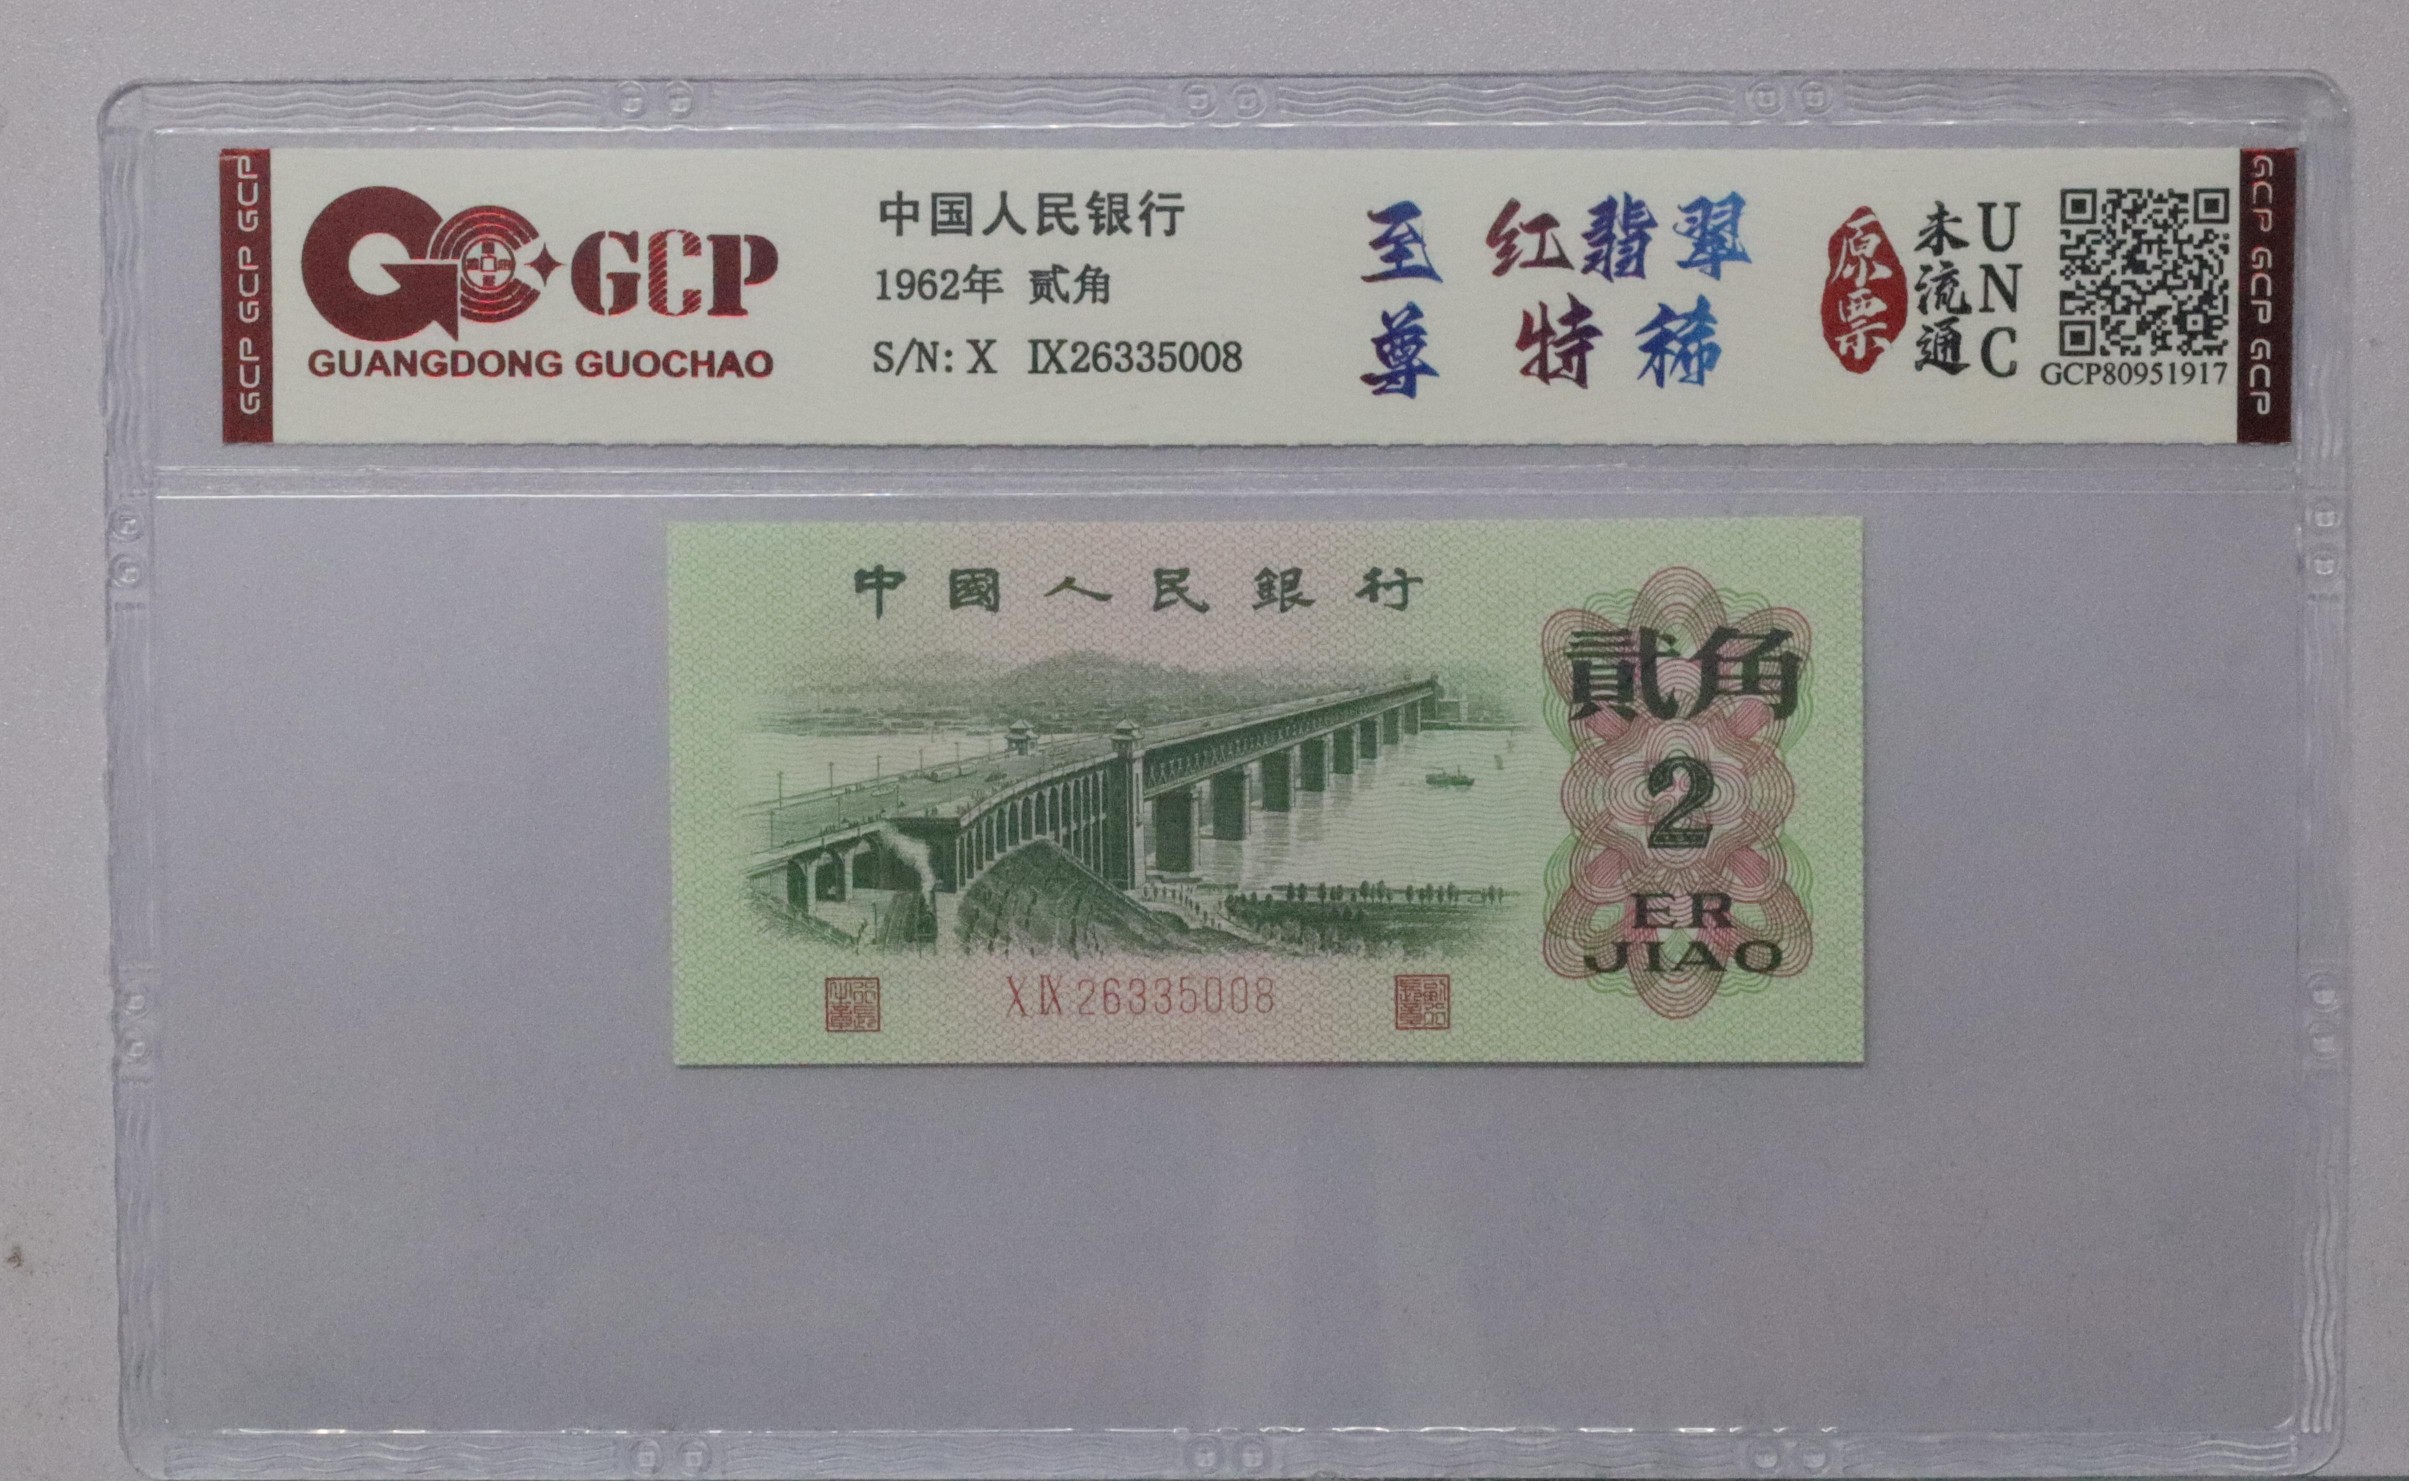 GCP GCP GCP
GCP
GUANGDONG GUOCHAO
中国人民银行
1962年 贰角
S/N: X IX26335008
至尊
红翡翠
特稀
原票
未流通
UNC
GCP80951917
GCP GCP GCP
中國人民銀行
貳角
2
ER
JIAO
X IX 26335008